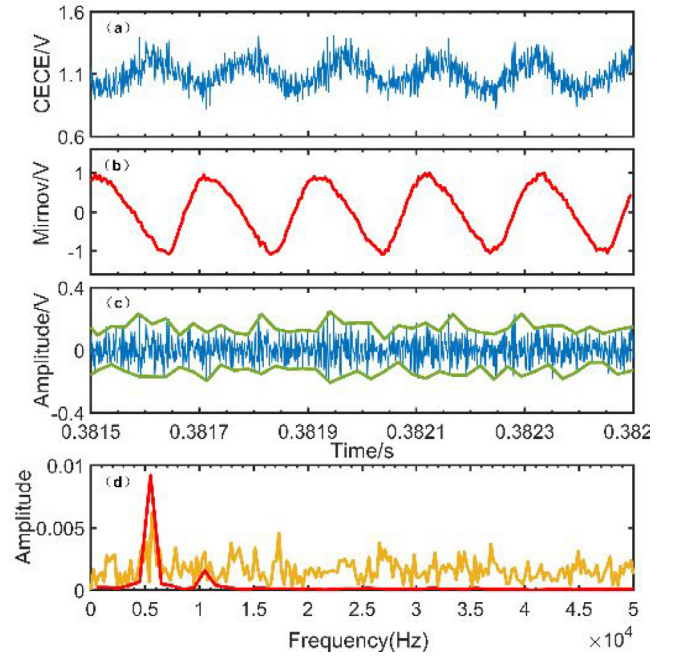 1.6
(a)
1.1
CECE/V
0.6
(b)
1
0
Mirnov/V
-1
0.4
(c)
0
Amplitude/V
-0.4
0.3815 0.3817 0.3819 0.3821 0.3823 0.382
Time/s
0.01
(d)
0.005
Amplitude
0
0 0.5 1 1.5 2 2.5 3 3.5 4 4.5 5
Frequency(Hz) ×10⁴